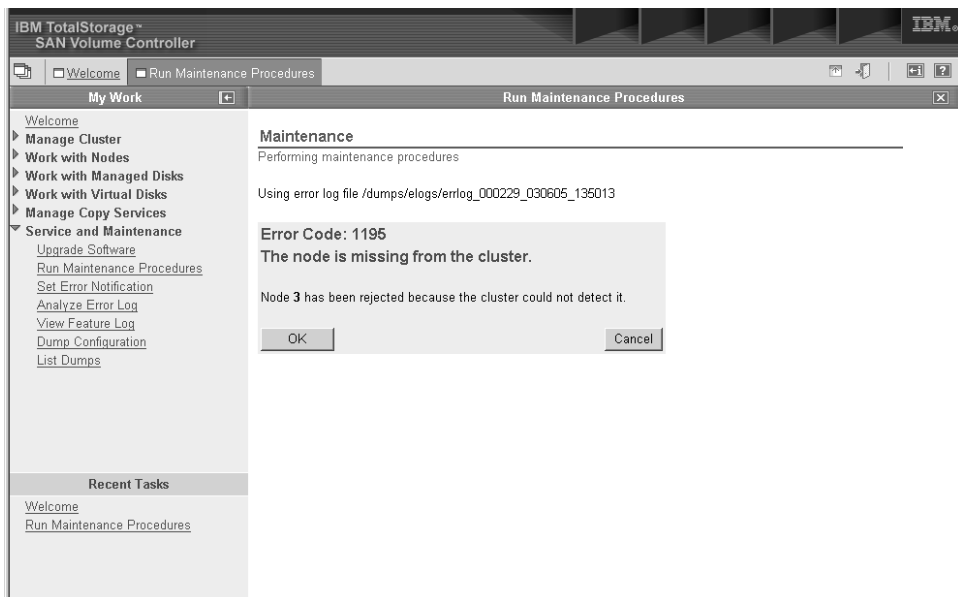 IBM TotalStorage™
SAN Volume Controller
IBM®
Welcome
Run Maintenance Procedures
My Work
Run Maintenance Procedures
Welcome
Manage Cluster
Work with Nodes
Work with Managed Disks
Work with Virtual Disks
Manage Copy Services
Service and Maintenance
Upgrade Software
Run Maintenance Procedures
Set Error Notification
Analyze Error Log
View Feature Log
Dump Configuration
List Dumps
Recent Tasks
Welcome
Run Maintenance Procedures
Maintenance
Performing maintenance procedures
Using error log file /dumps/elogs/errlog_000229_030605_135013
Error Code: 1195
The node is missing from the cluster.
Node 3 has been rejected because the cluster could not detect it.
OK
Cancel